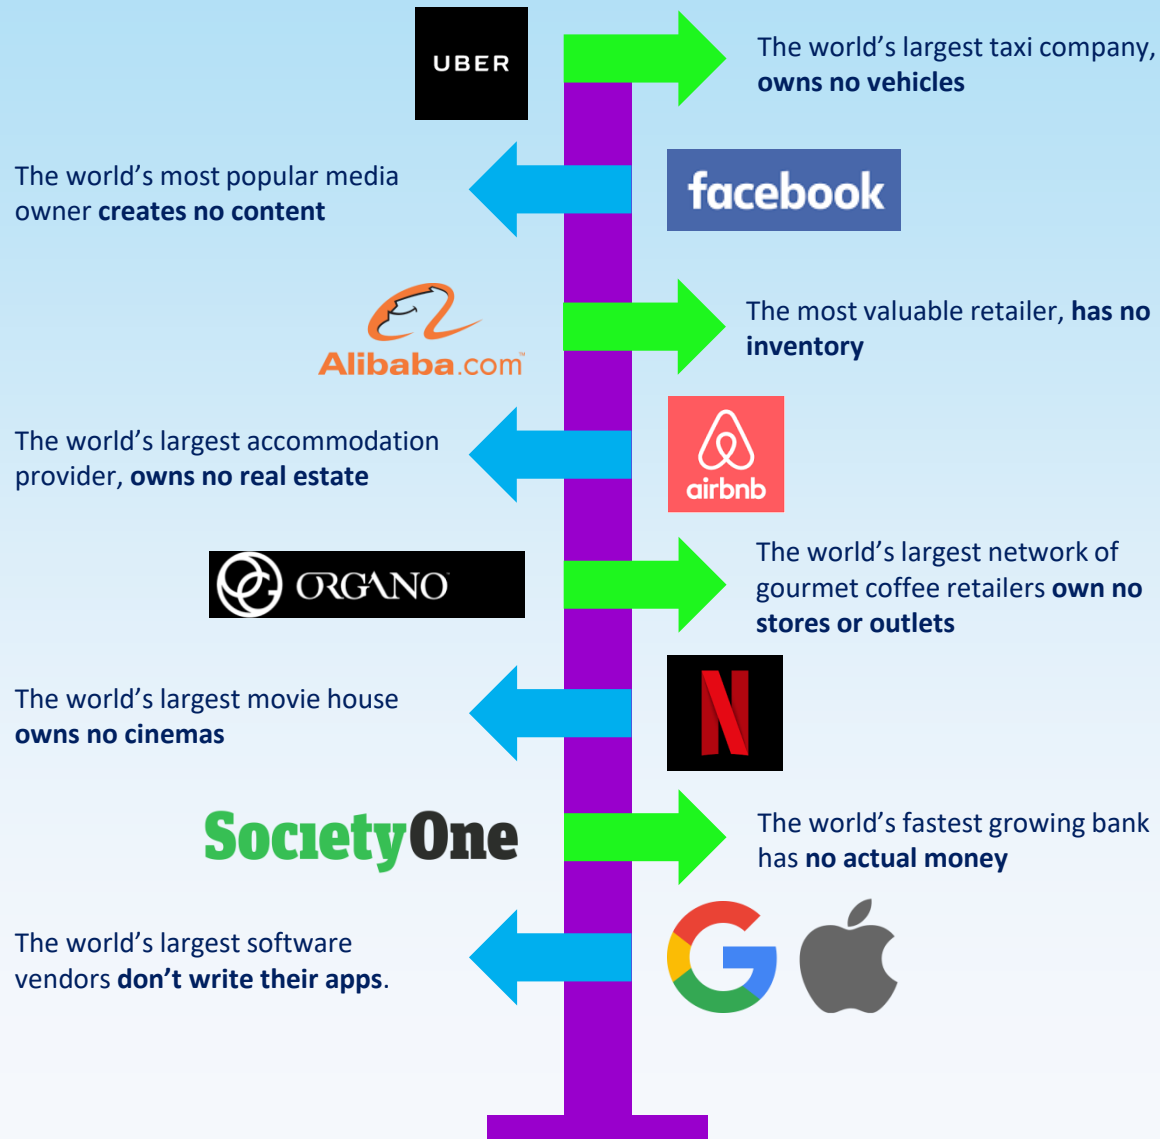 UBER
The world’s largest taxi company,
owns no vehicles
The world’s most popular media
owner creates no content
facebook
Alibaba.com™
The most valuable retailer, has no
inventory
The world’s largest accommodation
provider, owns no real estate
airbnb
ORGANO
The world’s largest network of
gourmet coffee retailers own no
stores or outlets
The world’s largest movie house
owns no cinemas
N
SocietyOne
The world’s fastest growing bank
has no actual money
The world’s largest software
vendors don’t write their apps.
G